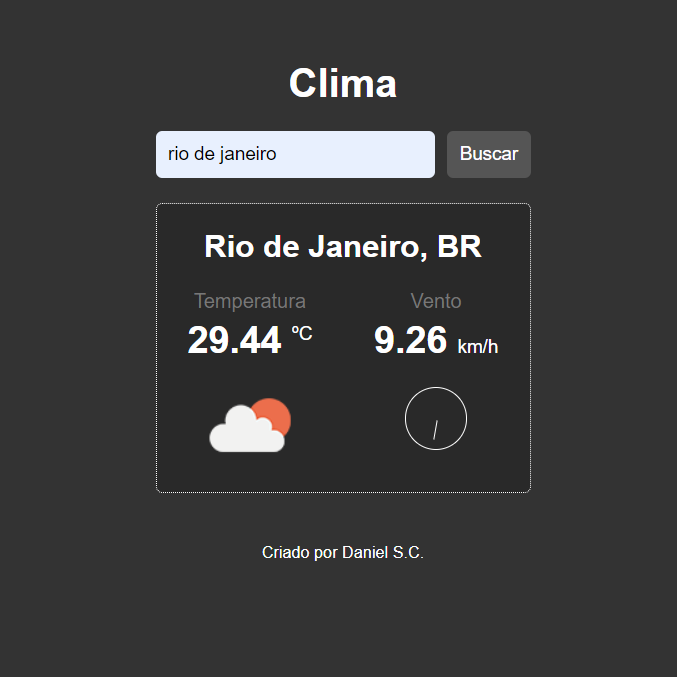 Clima
rio de janeiro
Buscar
Rio de Janeiro, BR
Temperatura
29.44 ºC
Vento
9.26 km/h
Criado por Daniel S.C.